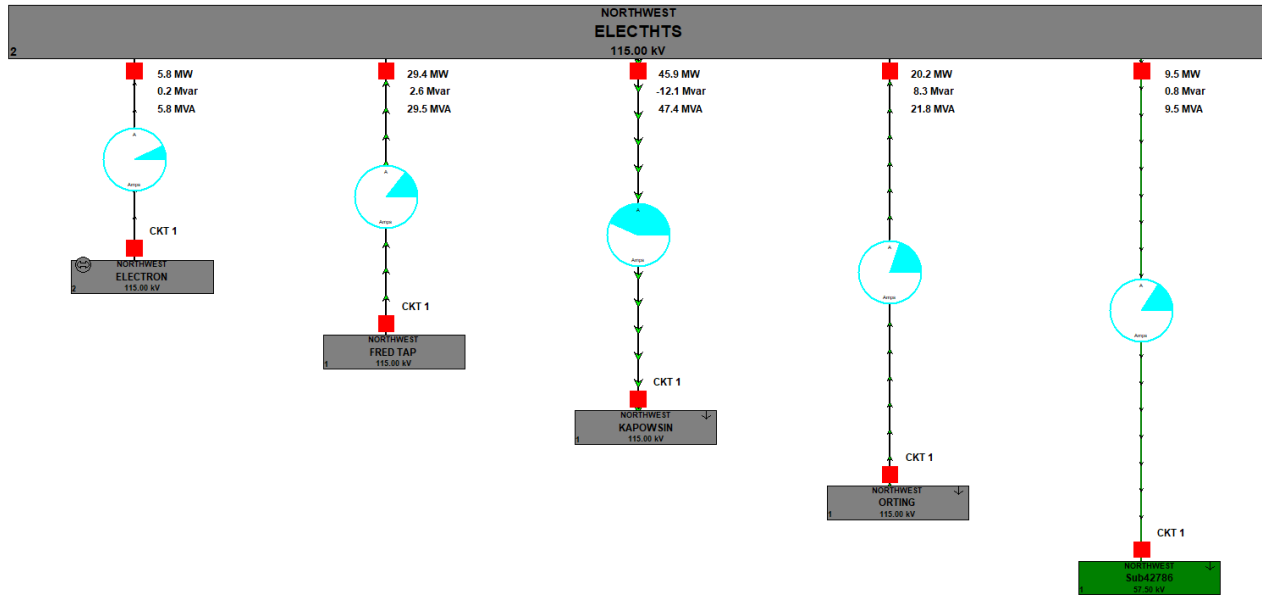 NORTHWEST
ELECTHTS
2
115.00 kV
5.8 MW
0.2 Mvar
5.8 MVA
29.4 MW
2.6 Mvar
29.5 MVA
45.9 MW
-12.1 Mvar
47.4 MVA
20.2 MW
8.3 Mvar
21.8 MVA
9.5 MW
0.8 Mvar
9.5 MVA
A
Amps
A
Amps
A
Amps
A
Amps
A
Amps
CKT 1
NORTHWEST
ELECTRON
2
115.00 kV
CKT 1
NORTHWEST
FRED TAP
1
115.00 kV
CKT 1
NORTHWEST
KAPOWSIN
1
115.00 kV
CKT 1
NORTHWEST
ORTING
1
115.00 kV
CKT 1
NORTHWEST
Sub42786
1
57.50 kV